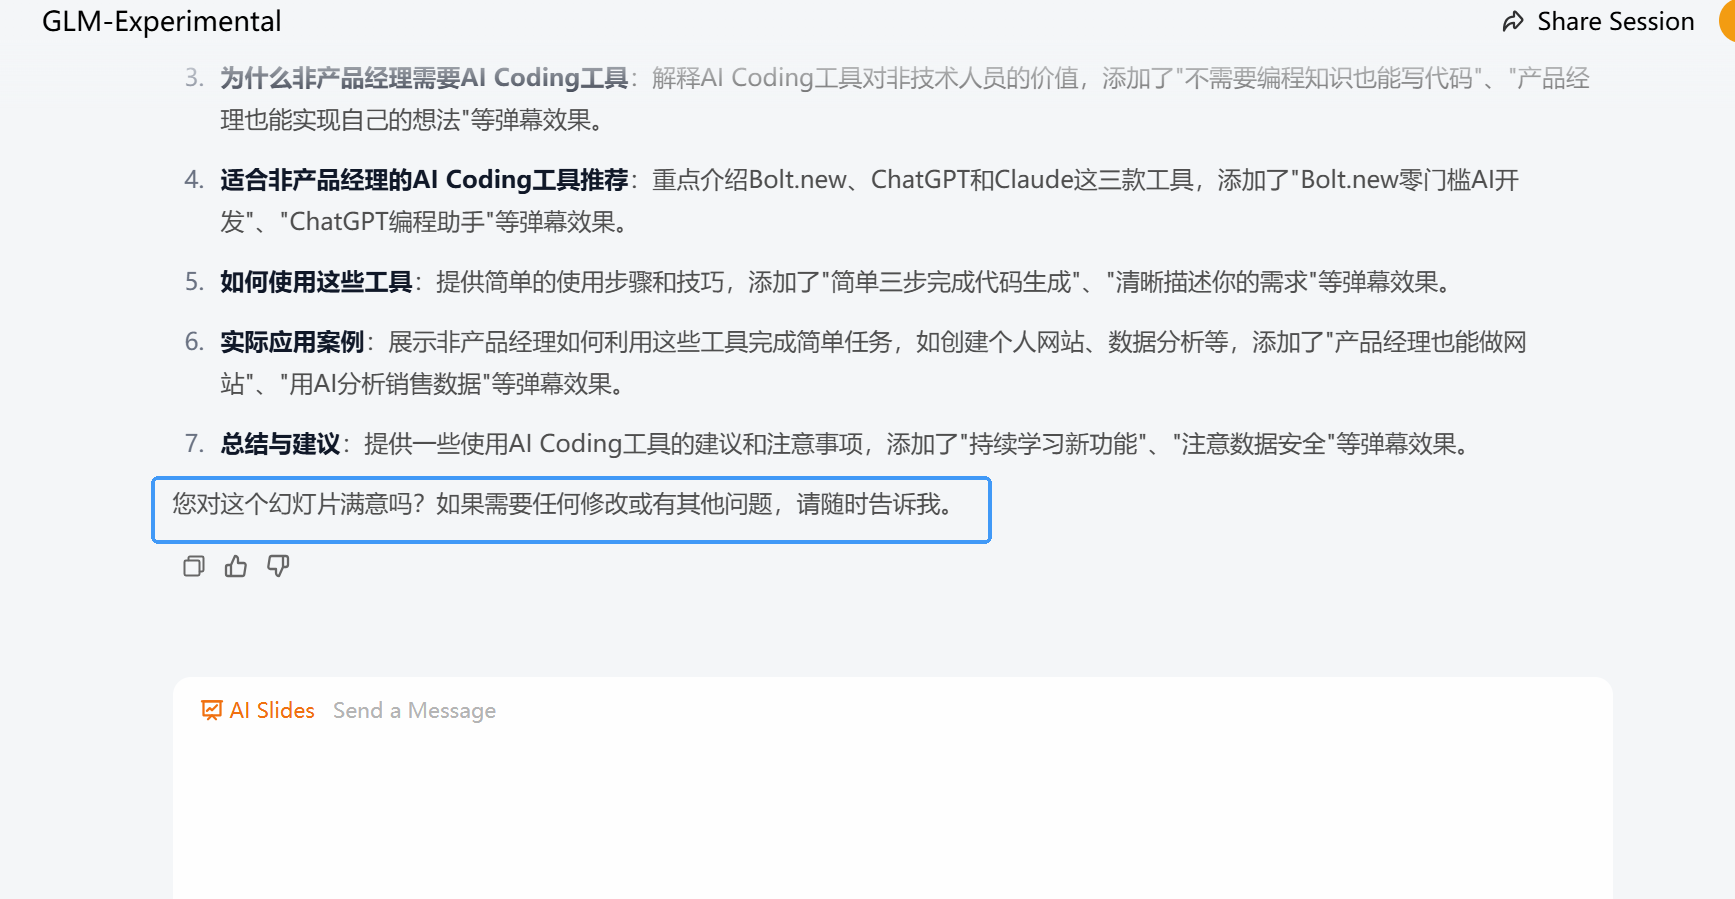 GLM-Experimental
Share Session
3. 为什么非产品经理需要AI Coding工具：解释AI Coding工具对非技术人员的价值，添加了"不需要编程知识也能写代码"、"产品经
理也能实现自己的想法"等弹幕效果。
4. 适合非产品经理的AI Coding工具推荐：重点介绍Bolt.new、ChatGPT和Claude这三款工具，添加了"Bolt.new零门槛AI开
发"、"ChatGPT编程助手"等弹幕效果。
5. 如何使用这些工具：提供简单的使用步骤和技巧，添加了"简单三步完成代码生成"、"清晰描述你的需求"等弹幕效果。
6. 实际应用案例：展示非产品经理如何利用这些工具完成简单任务，如创建个人网站、数据分析等，添加了"产品经理也能做网
站"、"用AI分析销售数据"等弹幕效果。
7. 总结与建议：提供一些使用AI Coding工具的建议和注意事项，添加了"持续学习新功能"、"注意数据安全"等弹幕效果。
您对这个幻灯片满意吗？如果需要任何修改或有其他问题，请随时告诉我。
AI Slides Send a Message